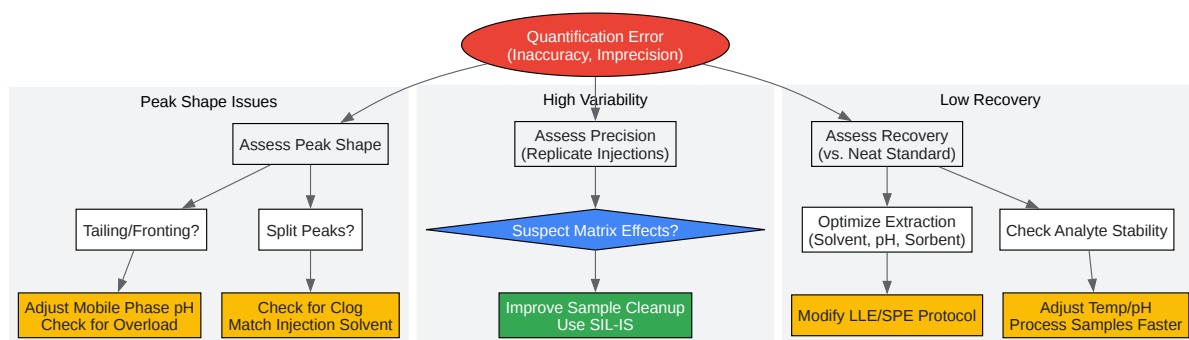 Quantification Error
(Inaccuracy, Imprecision)
Peak Shape Issues
High Variability
Low Recovery
Assess Peak Shape
Assess Precision
(Replicate Injections)
Assess Recovery
(vs. Neat Standard)
Tailing/Fronting?
Split Peaks?
Suspect Matrix Effects?
Optimize Extraction
(Solvent, pH, Sorbent)
Check Analyte Stability
Adjust Mobile Phase pH
Check for Overload
Check for Clog
Match Injection Solvent
Improve Sample Cleanup
Use SIL-IS
Modify LLE/SPE Protocol
Adjust Temp/pH
Process Samples Faster